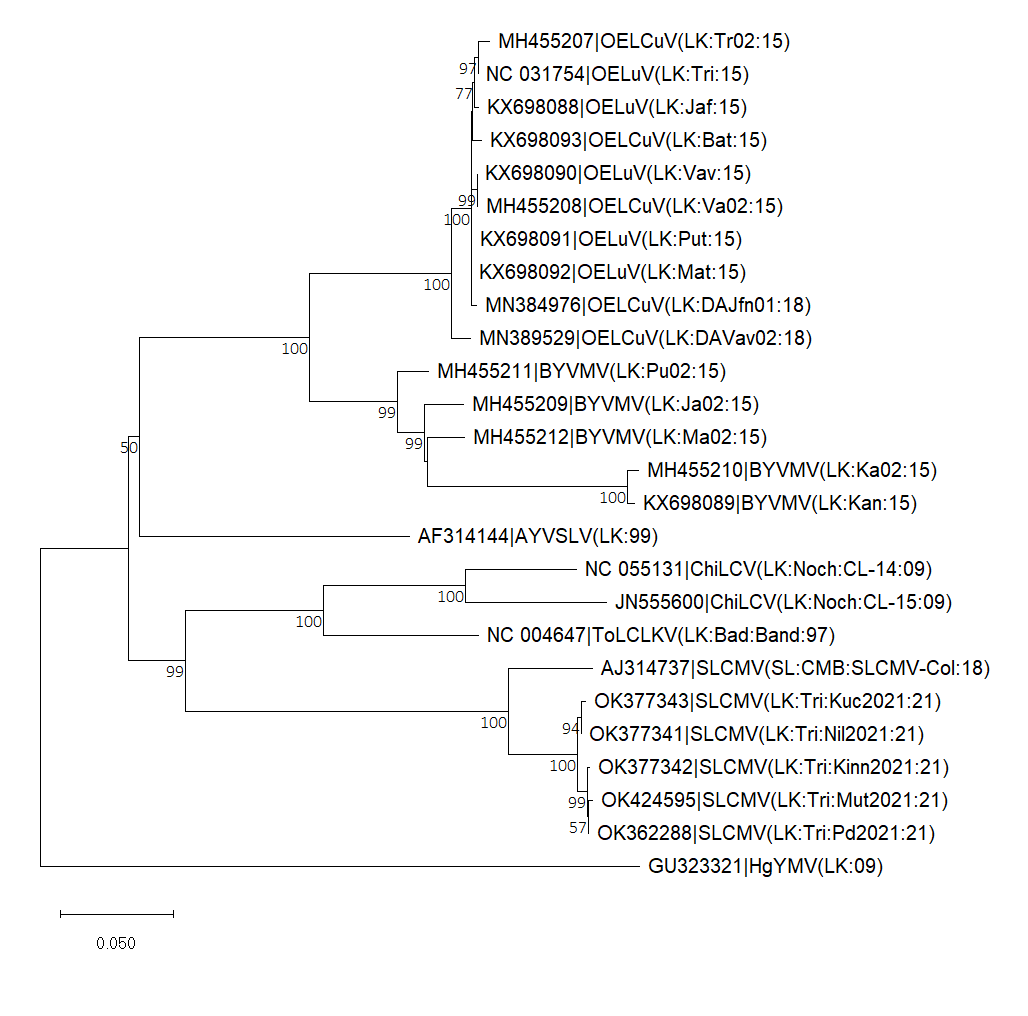 MH455207|OELCuV(LK:Tr02:15)
97
NC 031754|OELuV(LK:Tri:15)
77
KX698088|OELuV(LK:Jaf:15)
KX698093|OELCuV(LK:Bat:15)
KX698090|OELuV(LK:Vav:15)
99
MH455208|OELCuV(LK:Va02:15)
100
KX698091|OELuV(LK:Put:15)
KX698092|OELuV(LK:Mat:15)
100
MN384976|OELCuV(LK:DAJfn01:18)
MN389529|OELCuV(LK:DAVav02:18)
100
MH455211|BYVMV(LK:Pu02:15)
99
MH455209|BYVMV(LK:Ja02:15)
99
MH455212|BYVMV(LK:Ma02:15)
50
MH455210|BYVMV(LK:Ka02:15)
100
KX698089|BYVMV(LK:Kan:15)
AF314144|AYVSLV(LK:99)
NC 055131|ChiLCV(LK:Noch:CL-14:09)
100
JN555600|ChiLCV(LK:Noch:CL-15:09)
100
NC 004647|ToLCLKV(LK:Bad:Band:97)
99
AJ314737|SLCMV(SL:CMB:SLCMV-Col:18)
OK377343|SLCMV(LK:Tri:Kuc2021:21)
100
94
OK377341|SLCMV(LK:Tri:Nil2021:21)
100
OK377342|SLCMV(LK:Tri:Kinn2021:21)
99
OK424595|SLCMV(LK:Tri:Mut2021:21)
57
OK362288|SLCMV(LK:Tri:Pd2021:21)
GU323321|HgYMV(LK:09)
0.050